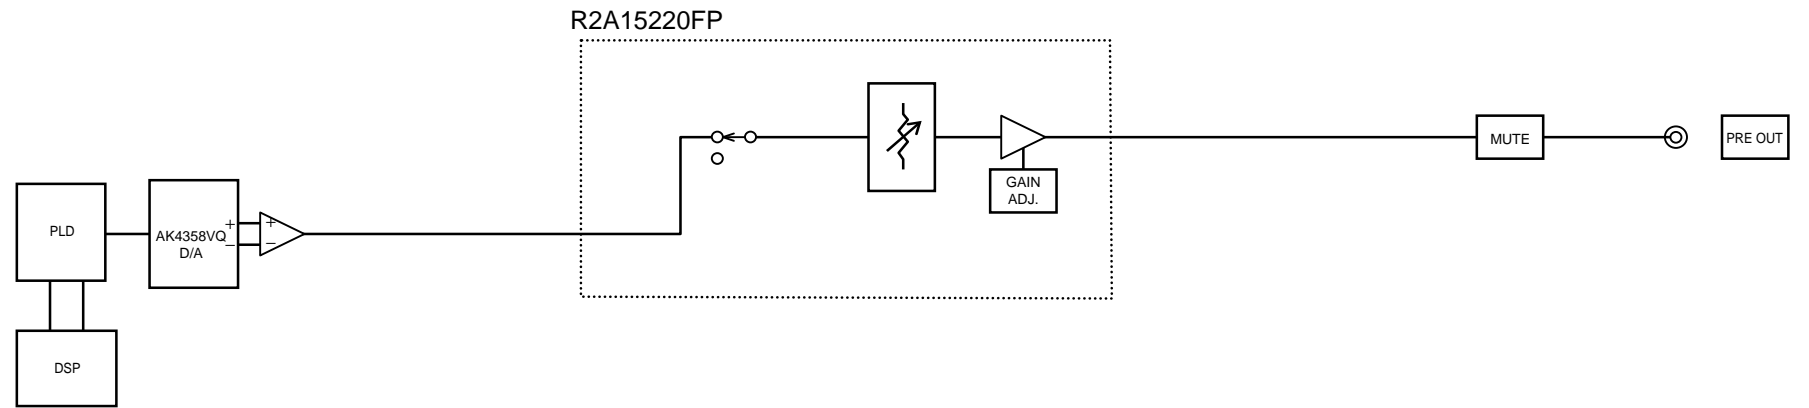 R2A15220FP
GAIN
ADJ.
MUTE
PRE OUT
PLD
AK4358VQ
D/A
+
−
+
−
DSP